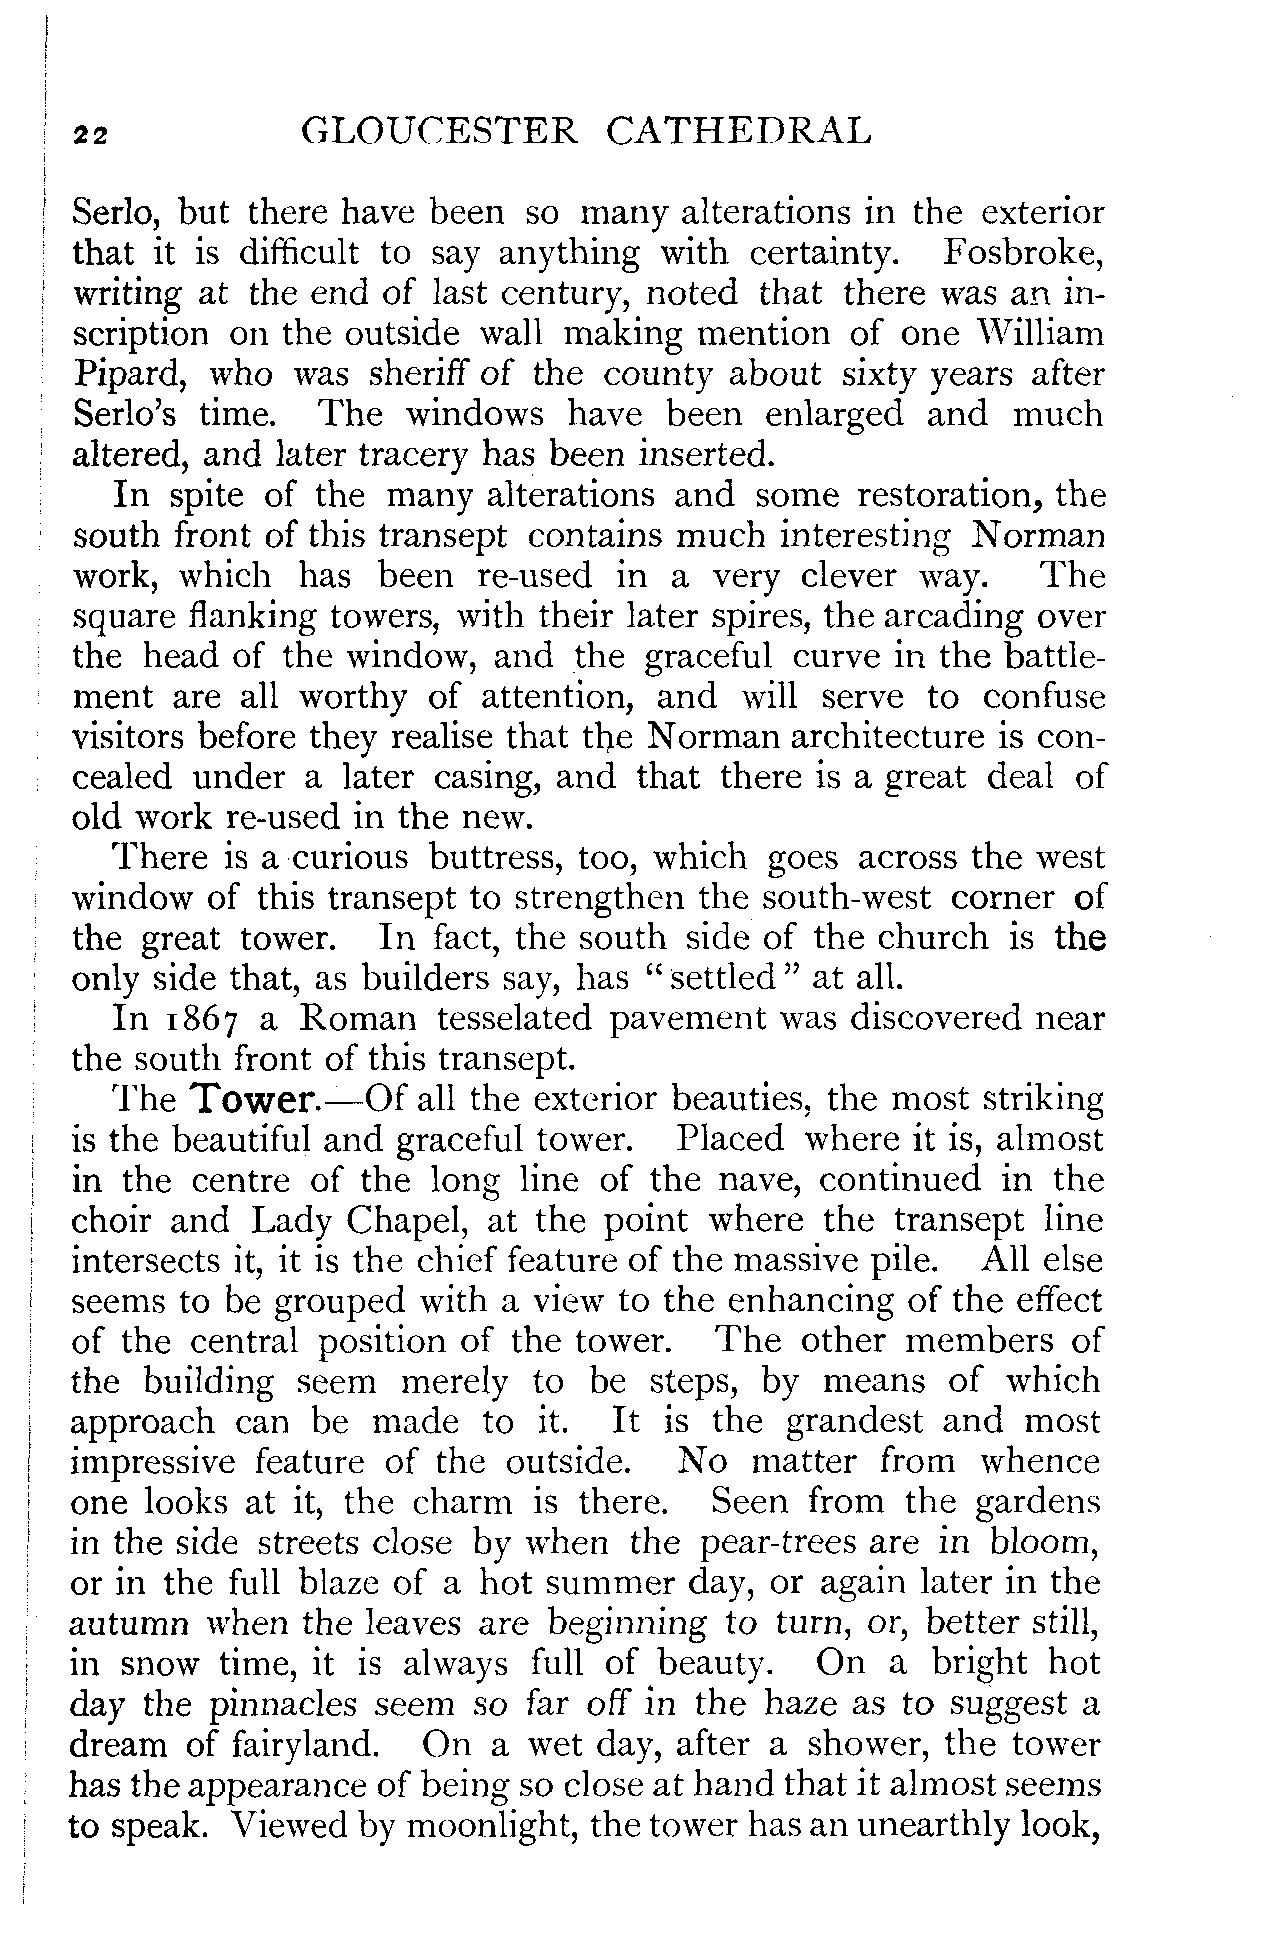 22 GLOUCESTER CATHEDRAL
Serlo, but there have been so many alterations in the exterior
that it is difficult to say anything with certainty. Fosbroke,
writing at the end of last century, noted that there was an in-
scription on the outside wall making mention of one William
Pipard, who was sheriff of the county about sixty years after
Serlo's time. The windows have been enlarged and much
altered, and later tracery has been inserted.
In spite of the many alterations and some restoration, the
south front of this transept contains much interesting Norman
work, which has been re-used in a very clever way. The
square flanking towers, with their later spires, the arcading over
the head of the window, and the graceful curve in the battle-
ment are all worthy of attention, and will serve to confuse
visitors before they realise that the Norman architecture is con-
cealed under a later casing, and that there is a great deal of
old work re-used in the new.
There is a curious buttress, too, which goes across the west
window of this transept to strengthen the south-west corner of
the great tower. In fact, the south side of the church is the
only side that, as builders say, has "settled" at all.
In 1867 a Roman tesselated pavement was discovered near
the south front of this transept.
The Tower.—Of all the exterior beauties, the most striking
is the beautiful and graceful tower. Placed where it is, almost
in the centre of the long line of the nave, continued in the
choir and Lady Chapel, at the point where the transept line
intersects it, it is the chief feature of the massive pile. All else
seems to be grouped with a view to the enhancing of the effect
of the central position of the tower. The other members of
the building seem merely to be steps, by means of which
approach can be made to it. It is the grandest and most
impressive feature of the outside. No matter from whence
one looks at it, the charm is there. Seen from the gardens
in the side streets close by when the pear-trees are in bloom,
or in the full blaze of a hot summer day, or again later in the
autumn when the leaves are beginning to turn, or, better still,
in snow time, it is always full of beauty. On a bright hot
day the pinnacles seem so far off in the haze as to suggest a
dream of fairyland. On a wet day, after a shower, the tower
has the appearance of being so close at hand that it almost seems
to speak. Viewed by moonlight, the tower has an unearthly look,